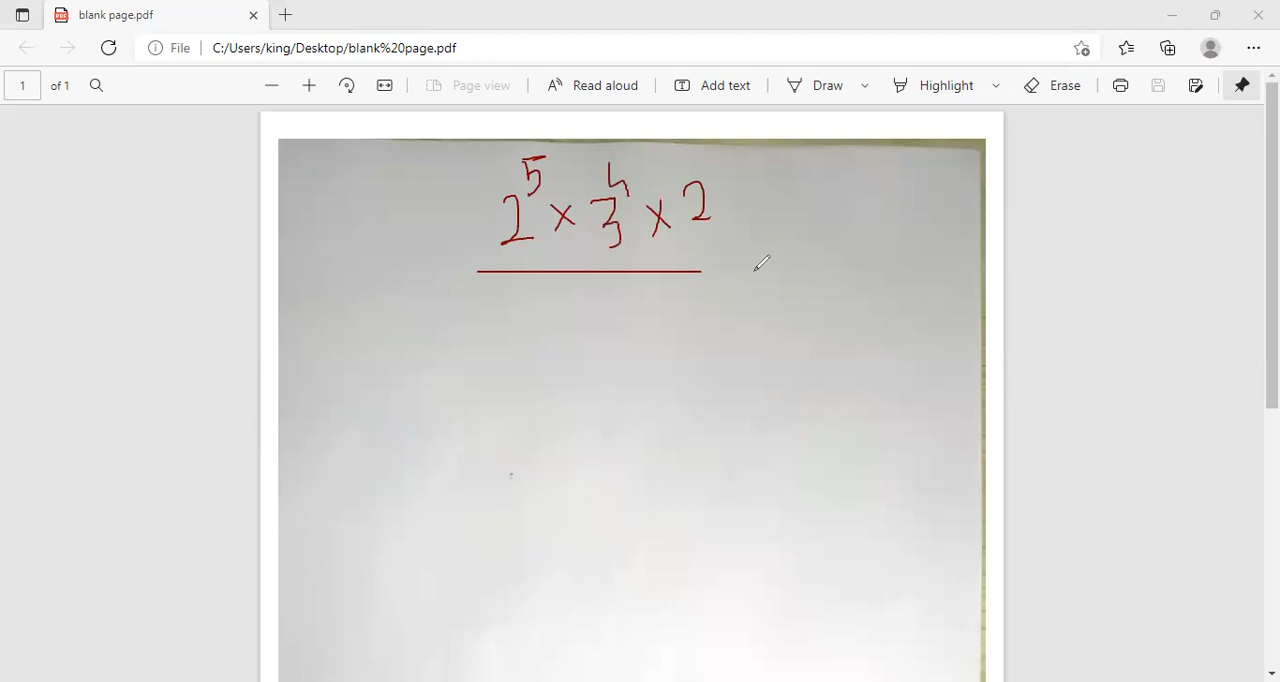 blank page.pdf
File C:/Users/king/Desktop/blank%20page.pdf
1 of 1 Page view Read aloud Add text Draw Highlight Erase
2⁵ × 3⁴ × 2